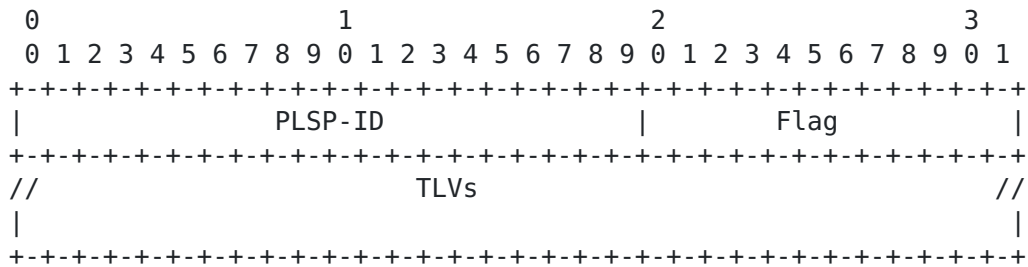 0                   1                   2                   3
 0 1 2 3 4 5 6 7 8 9 0 1 2 3 4 5 6 7 8 9 0 1 2 3 4 5 6 7 8 9 0 1
+-+-+-+-+-+-+-+-+-+-+-+-+-+-+-+-+-+-+-+-+-+-+-+-+-+-+-+-+-+-+-+-+
|                PLSP-ID                |        Flag           |
+-+-+-+-+-+-+-+-+-+-+-+-+-+-+-+-+-+-+-+-+-+-+-+-+-+-+-+-+-+-+-+-+
//                        TLVs                                 //
|                                                               |
+-+-+-+-+-+-+-+-+-+-+-+-+-+-+-+-+-+-+-+-+-+-+-+-+-+-+-+-+-+-+-+-+